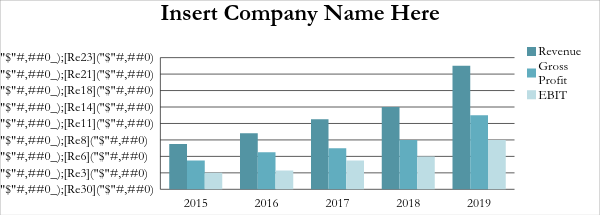 Insert Company Name Here
"$"#,##0_);[Re23]("$"#,##0)
"$"#,##0_);[Re21]("$"#,##0)
"$"#,##0_);[Re18]("$"#,##0)
"$"#,##0_);[Re14]("$"#,##0)
"$"#,##0_);[Re11]("$"#,##0)
"$"#,##0_);[Re8]("$"#,##0)
"$"#,##0_);[Re6]("$"#,##0)
"$"#,##0_);[Re3]("$"#,##0)
"$"#,##0_);[Re30]("$"#,##0)
2015 2016 2017 2018 2019
Revenue
Gross
Profit
EBIT